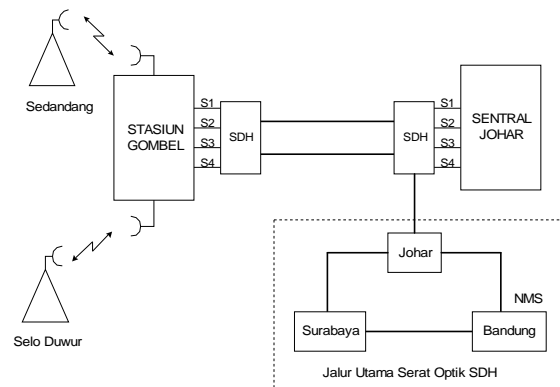 Sedandang
STASIUN
GOMBEL
S1
S2
S3
S4
SDH
SDH
S1
S2
S3
S4
SENTRAL
JOHAR
Selo Duwur
Johar
NMS
Surabaya
Bandung
Jalur Utama Serat Optik SDH